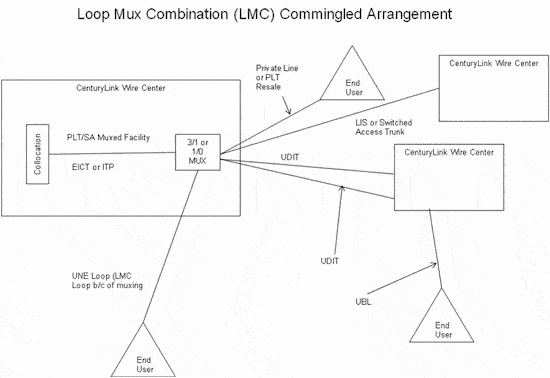 Loop Mux Combination (LMC) Commingled Arrangement
CenturyLink Wire Center
Private Line
or PLT
Resale
End
User
CenturyLink Wire Center
Collocation
PLT/SA Muxed Facility
EICT or ITP
3/1 or
1/0
MUX
LIS or Switched
Access Trunk
UDIT
CenturyLink Wire Center
UDIT
UNE Loop (LMC
Loop b/c of muxing
UBL
End
User
End
User